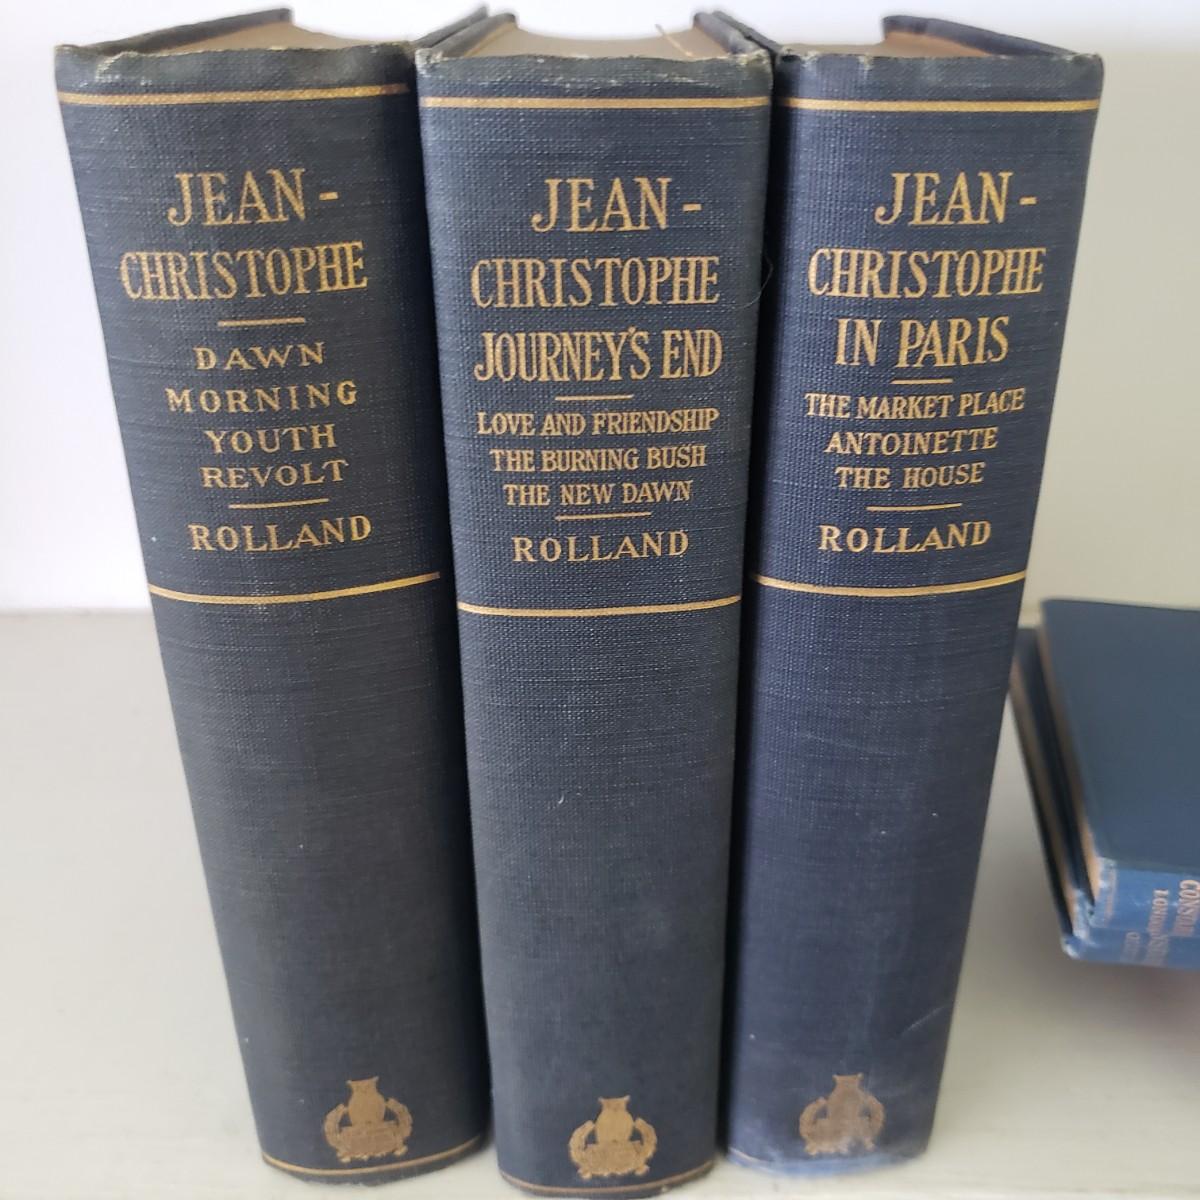 JEAN-
CHRISTOPHE
DAWN
MORNING
YOUTH
REVOLT
ROLLAND
JEAN-
CHRISTOPHE
JOURNEY'S END
LOVE AND FRIENDSHIP
THE BURNING BUSH
THE NEW DAWN
ROLLAND
JEAN-
CHRISTOPHE
IN PARIS
THE MARKET PLACE
ANTOINETTE
THE HOUSE
ROLLAND